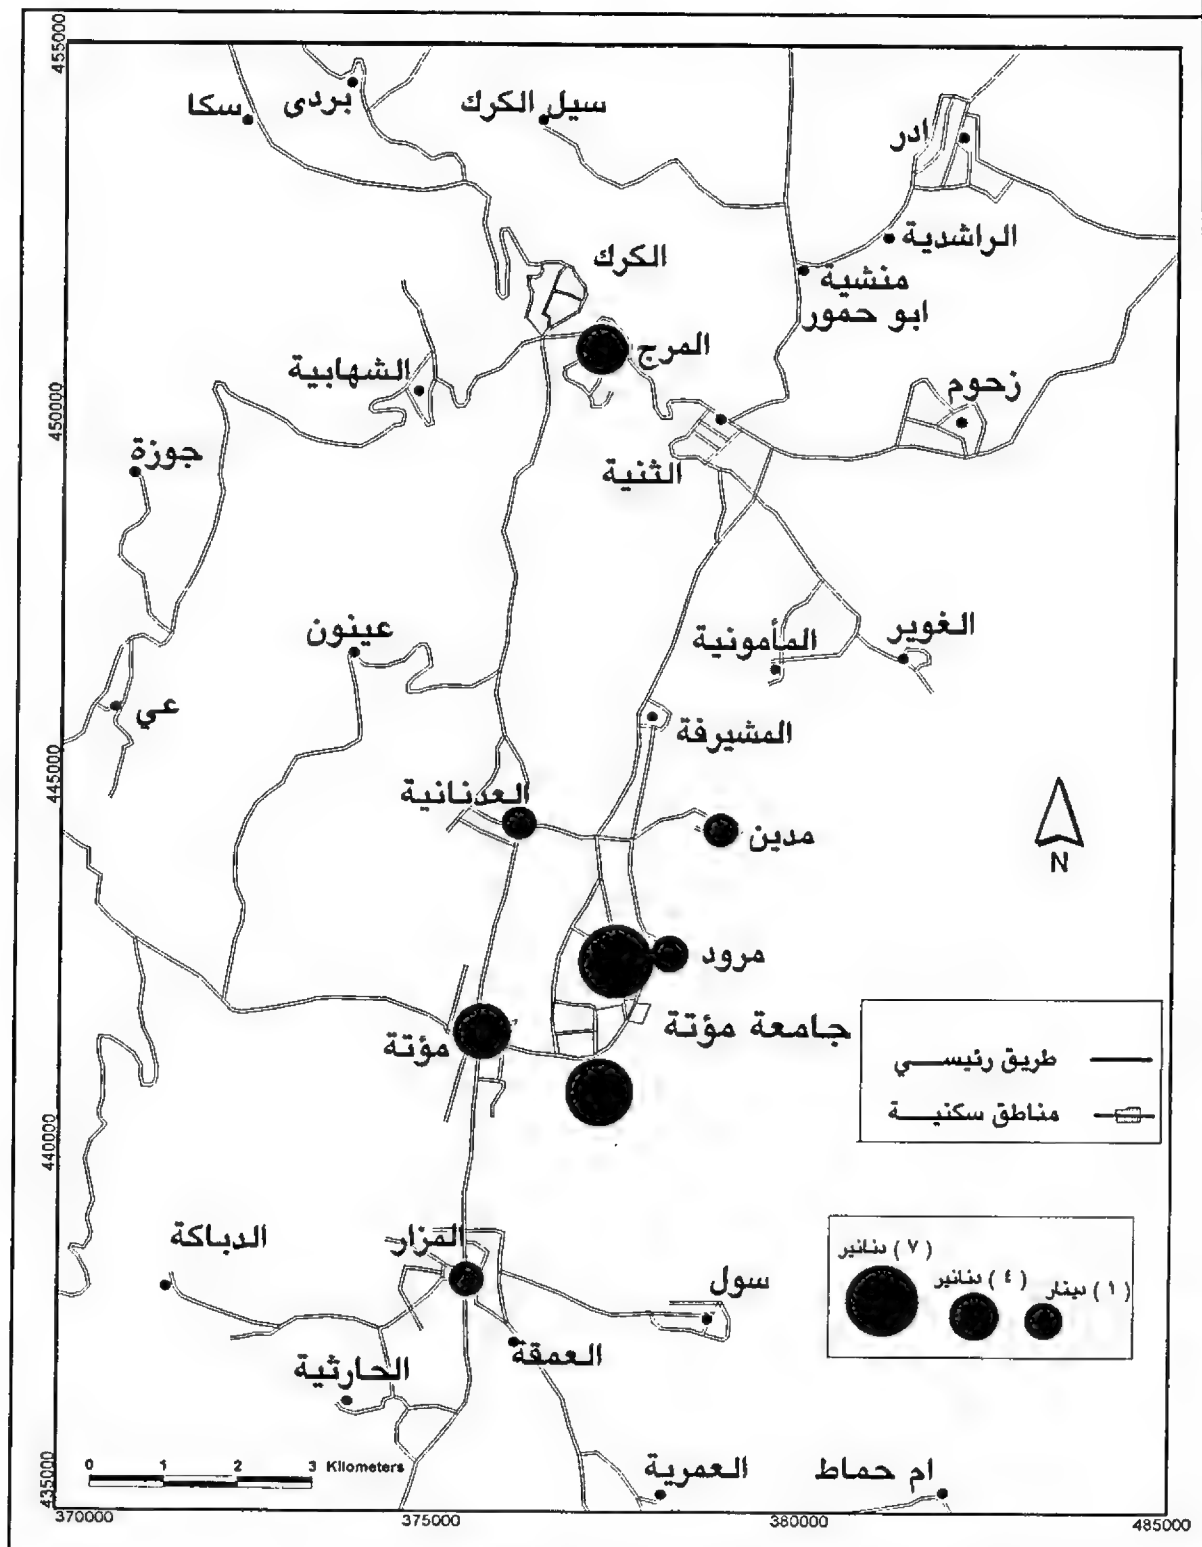 455000
بردى
سكا
سيل الكرك
ادر
الراشدية
الكرك
منشية
ابو حمور
المرج
الشهابية
زحوم
450000
جوزة
الثنية
عينون
المأمونية
الغوير
عي
المشيرفة
445000
العدنانية
مدين
N
مرود
جامعة مؤتة
مؤتة
طريق رئيســـي
مناطق سكنيـــة
440000
الدباكة
المزار
سول
(٧) دنانير
(٤) دنانير
(١) دينار
العمقة
الحارثية
0 1 2 3 Kilometers
العمرية
ام حماط
435000
370000 375000 380000 485000